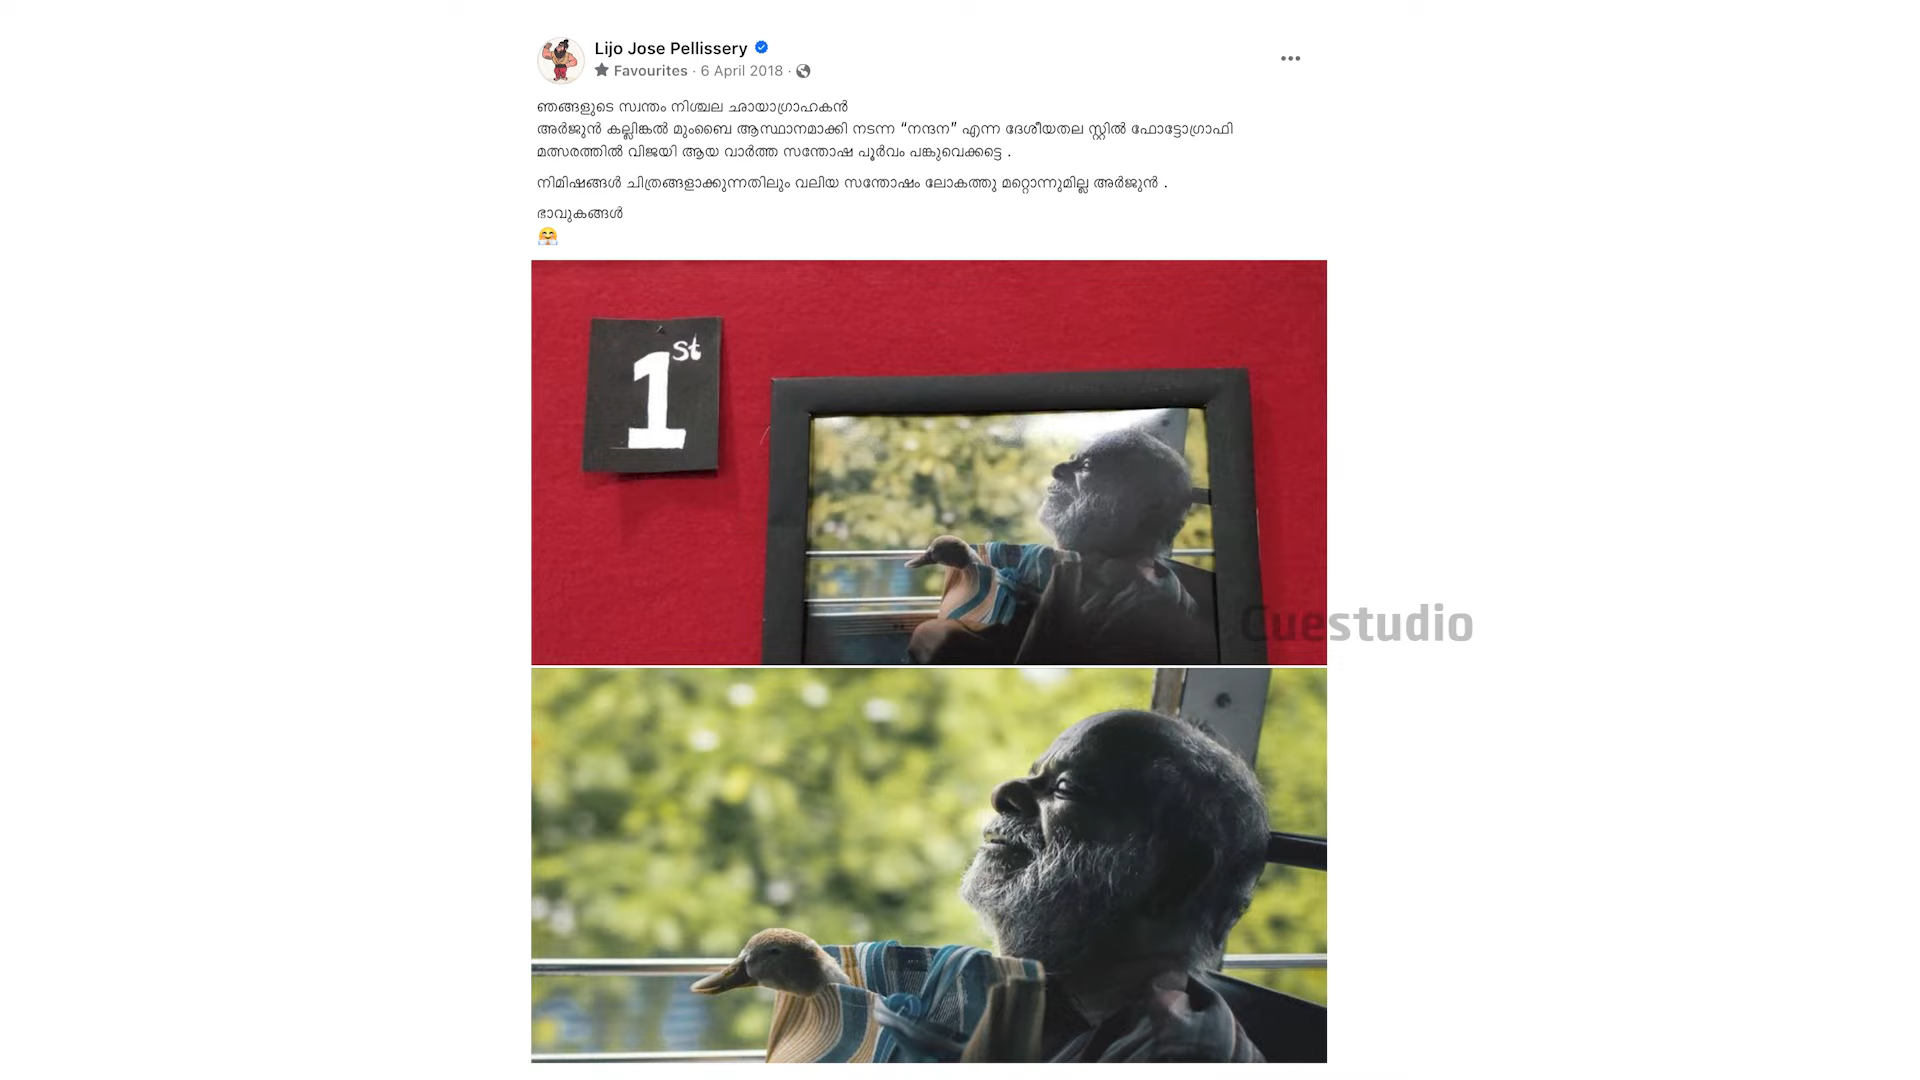 Lijo Jose Pellissery
Favourites · 6 April 2018 ·
ഞങ്ങളുടെ സ്വന്തം നിശ്ചല ഛായാഗ്രാഹകൻ
അർജുൻ കല്ലിങ്കൽ മുംബൈ ആസ്ഥാനമാക്കി നടന്ന “നന്ദന” എന്ന ദേശീയതല സ്റ്റിൽ ഫോട്ടോഗ്രാഫി
മത്സരത്തിൽ വിജയി ആയ വാർത്ത സന്തോഷ പൂർവം പങ്കുവെക്കട്ടെ .
നിമിഷങ്ങൾ ചിത്രങ്ങളാക്കുന്നതിലും വലിയ സന്തോഷം ലോകത്തു മറ്റൊന്നുമില്ല അർജുൻ .
ഭാവുകങ്ങൾ
🤗
1st
Cuestudio